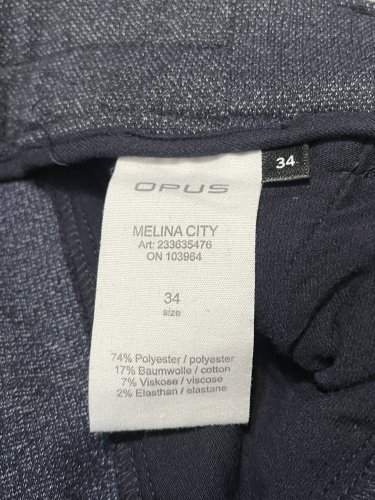 34
OPUS
MELINA CITY
Art: 233635476
ON 103964
34
size
74% Polyester / polyester
17% Baumwolle / cotton
7% Viskose / viscose
2% Elasthan / elastane